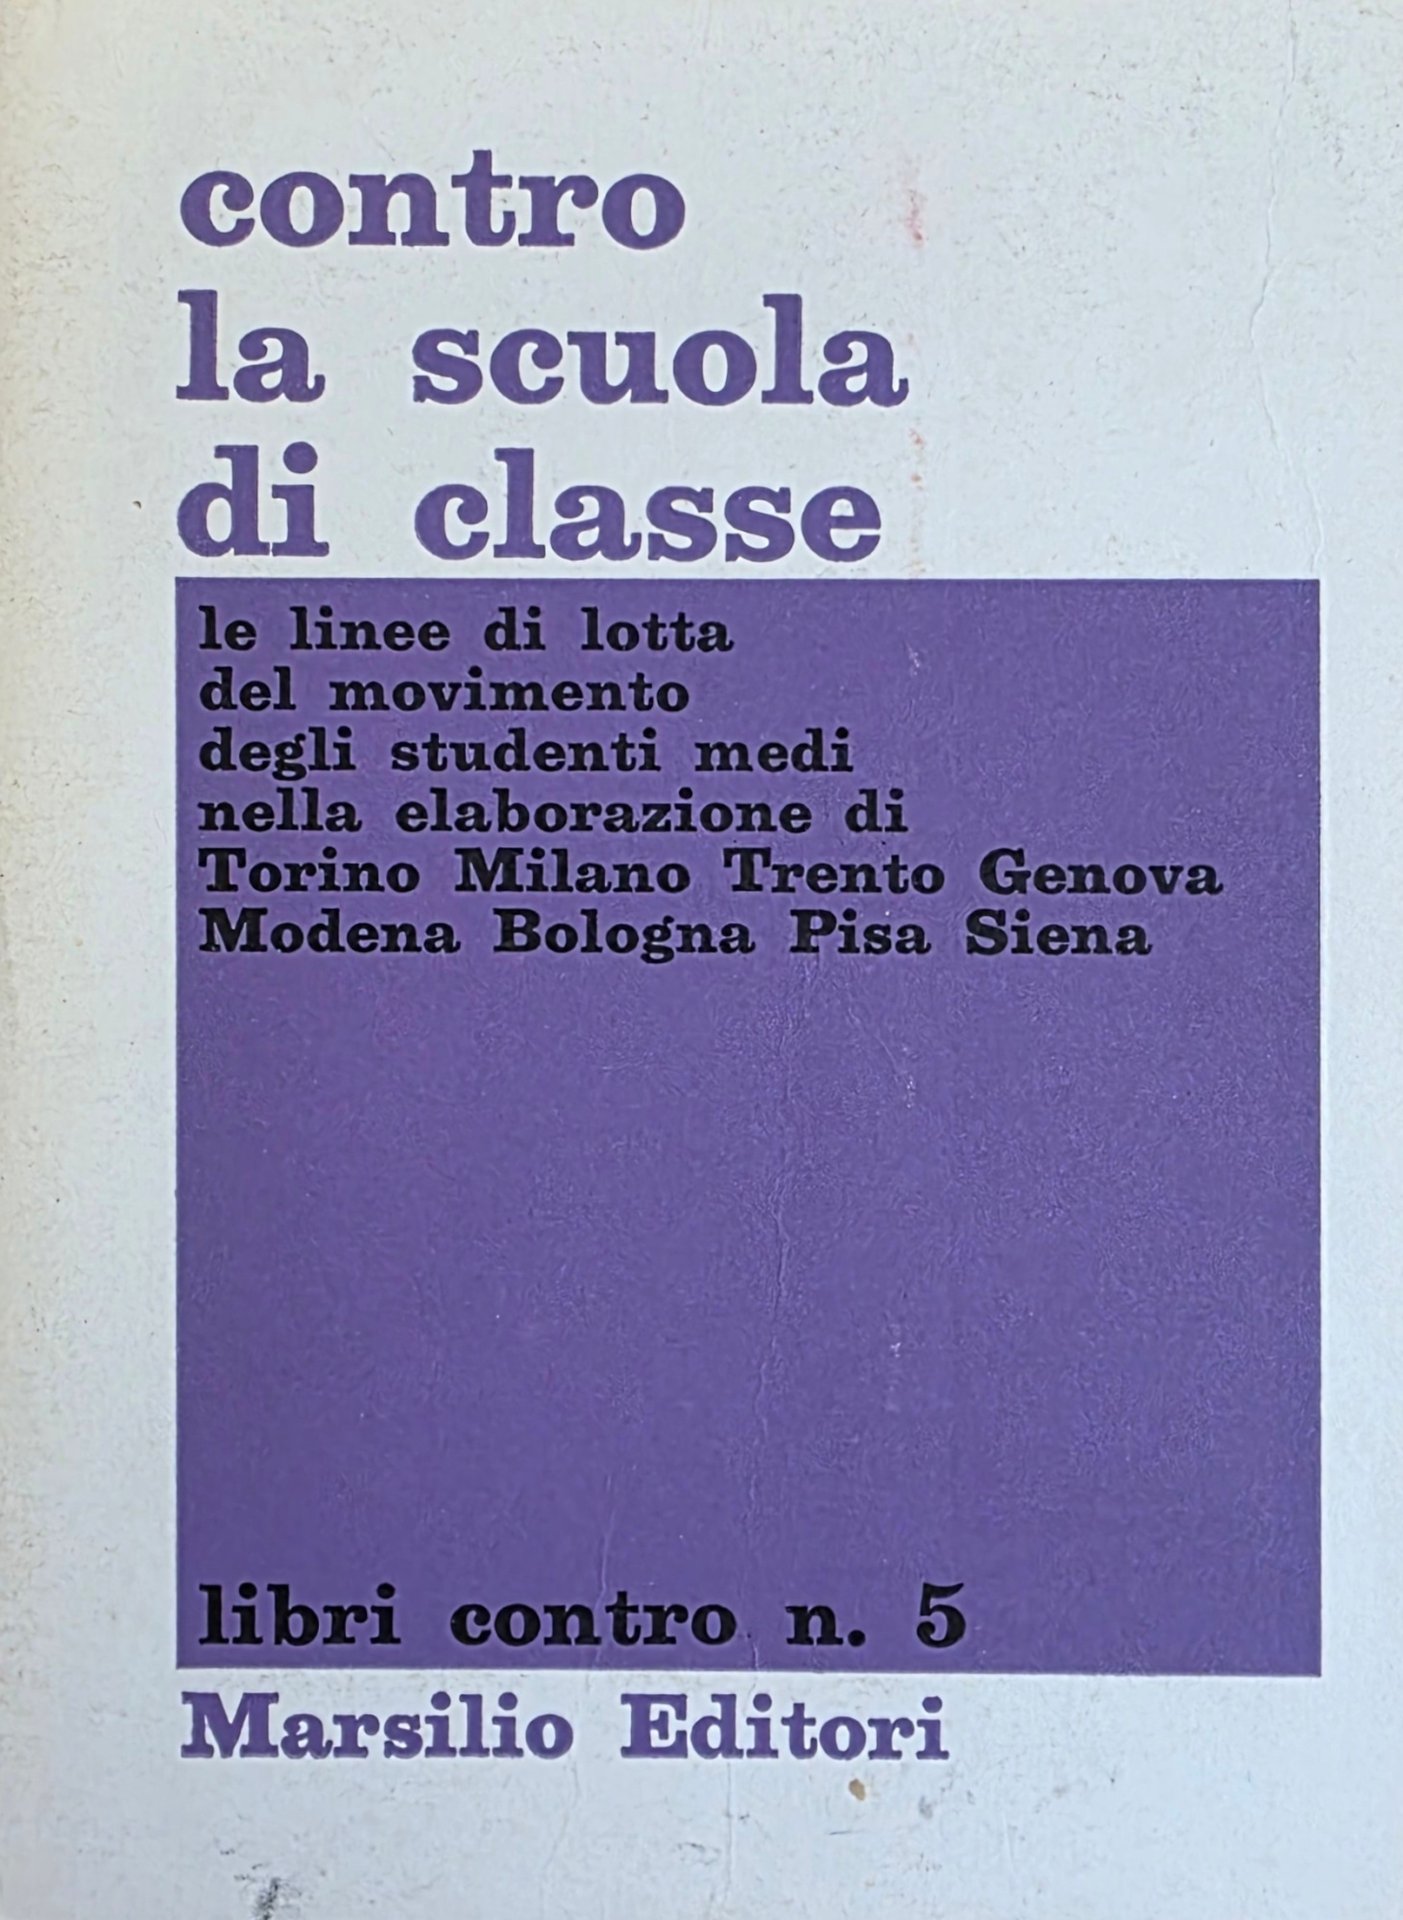 contro
la scuola
di classe
le linee di lotta
del movimento
degli studenti medi
nella elaborazione di
Torino Milano Trento Genova
Modena Bologna Pisa Siena
libri contro n. 5
Marsilio Editori